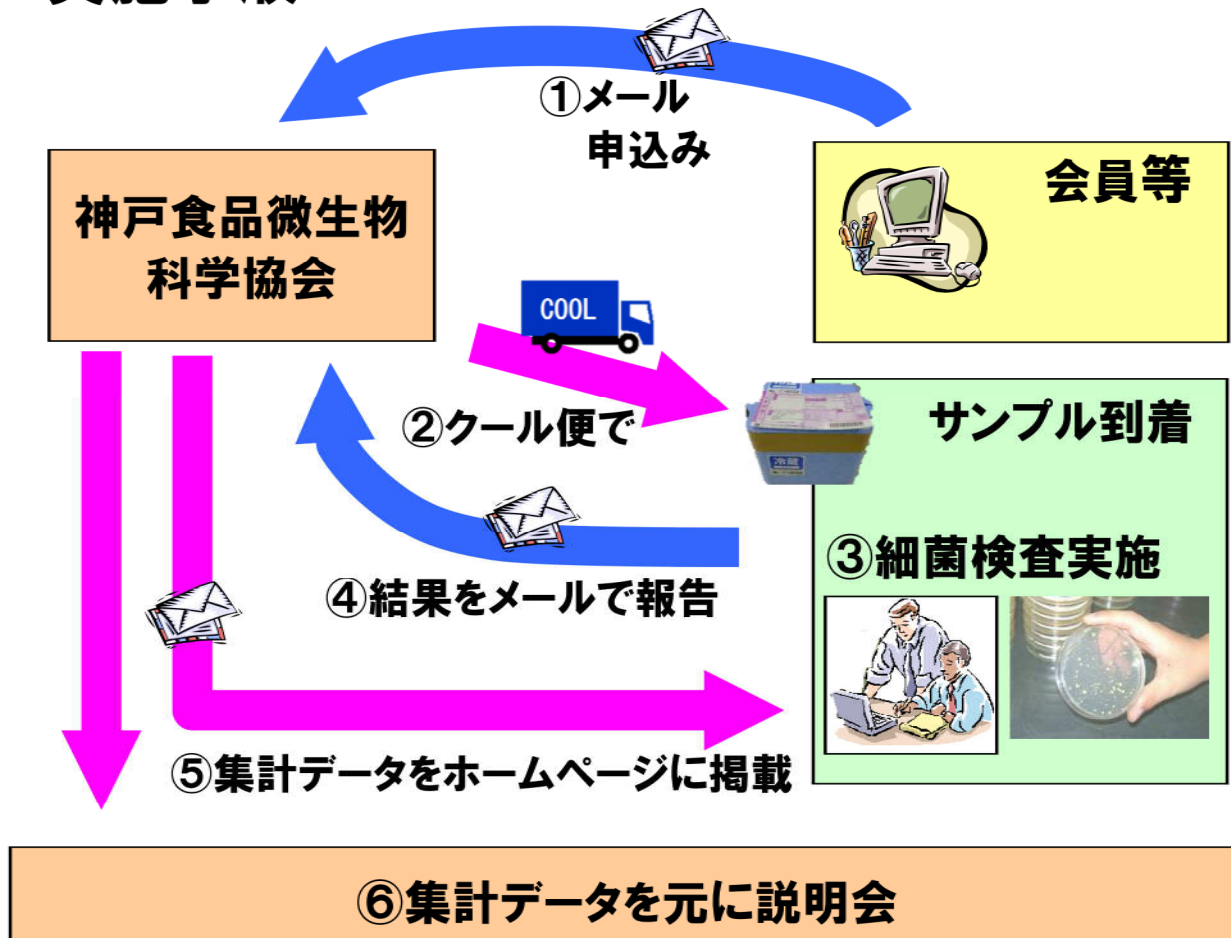 ①メール
申込み
神戸食品微生物
科学協会
会員等
COOL
②クール便で
サンプル到着
冷蔵
③細菌検査実施
④結果をメールで報告
⑤集計データをホームページに掲載
⑥集計データを元に説明会